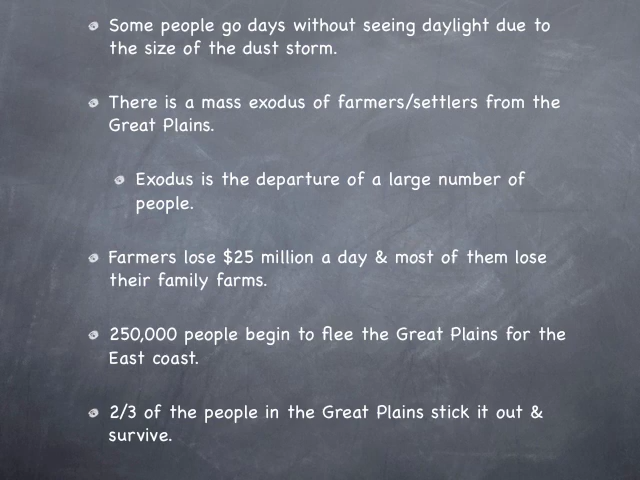 Some people go days without seeing daylight due to
the size of the dust storm.
There is a mass exodus of farmers/settlers from the
Great Plains.
Exodus is the departure of a large number of
people.
Farmers lose $25 million a day & most of them lose
their family farms.
250,000 people begin to flee the Great Plains for the
East coast.
2/3 of the people in the Great Plains stick it out &
survive.